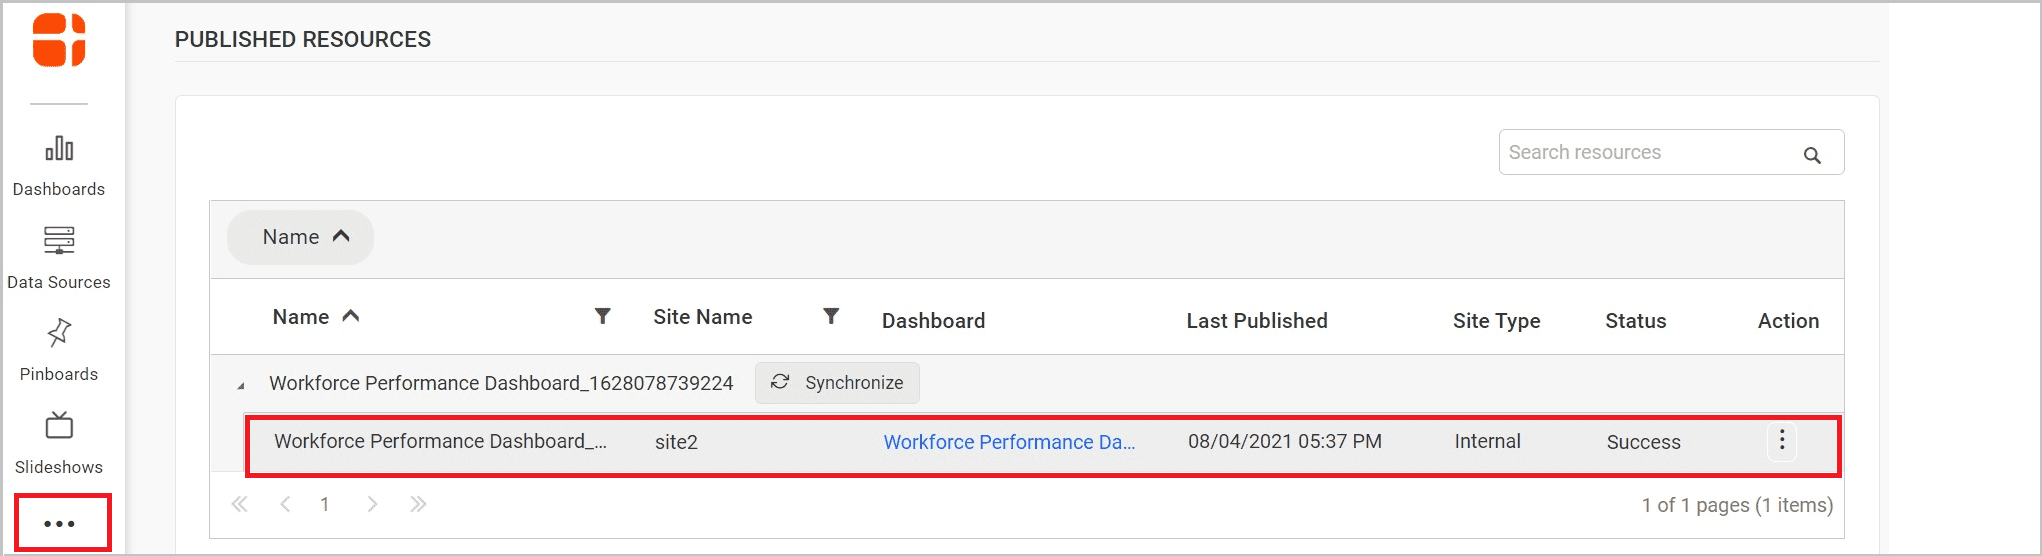 PUBLISHED RESOURCES
Search resources
Dashboards
Data Sources
Pinboards
Slideshows
Name
Name Site Name Dashboard Last Published Site Type Status Action
Workforce Performance Dashboard_1628078739224 Synchronize
Workforce Performance Dashboard_... site2 Workforce Performance Da... 08/04/2021 05:37 PM Internal Success
1
1 of 1 pages (1 items)